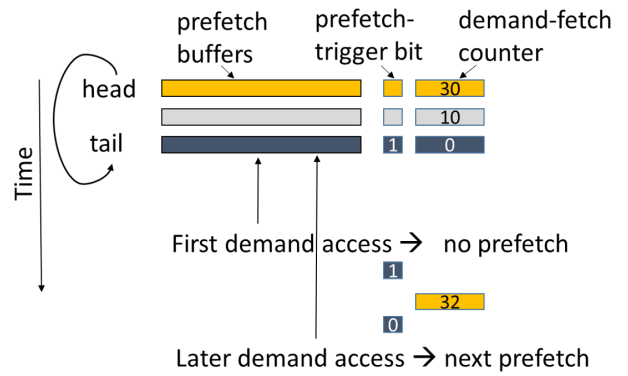 prefetch buffers
prefetch-trigger bit
demand-fetch counter
head
30
10
tail
1
0
Time
First demand access → no prefetch
1
32
0
Later demand access → next prefetch